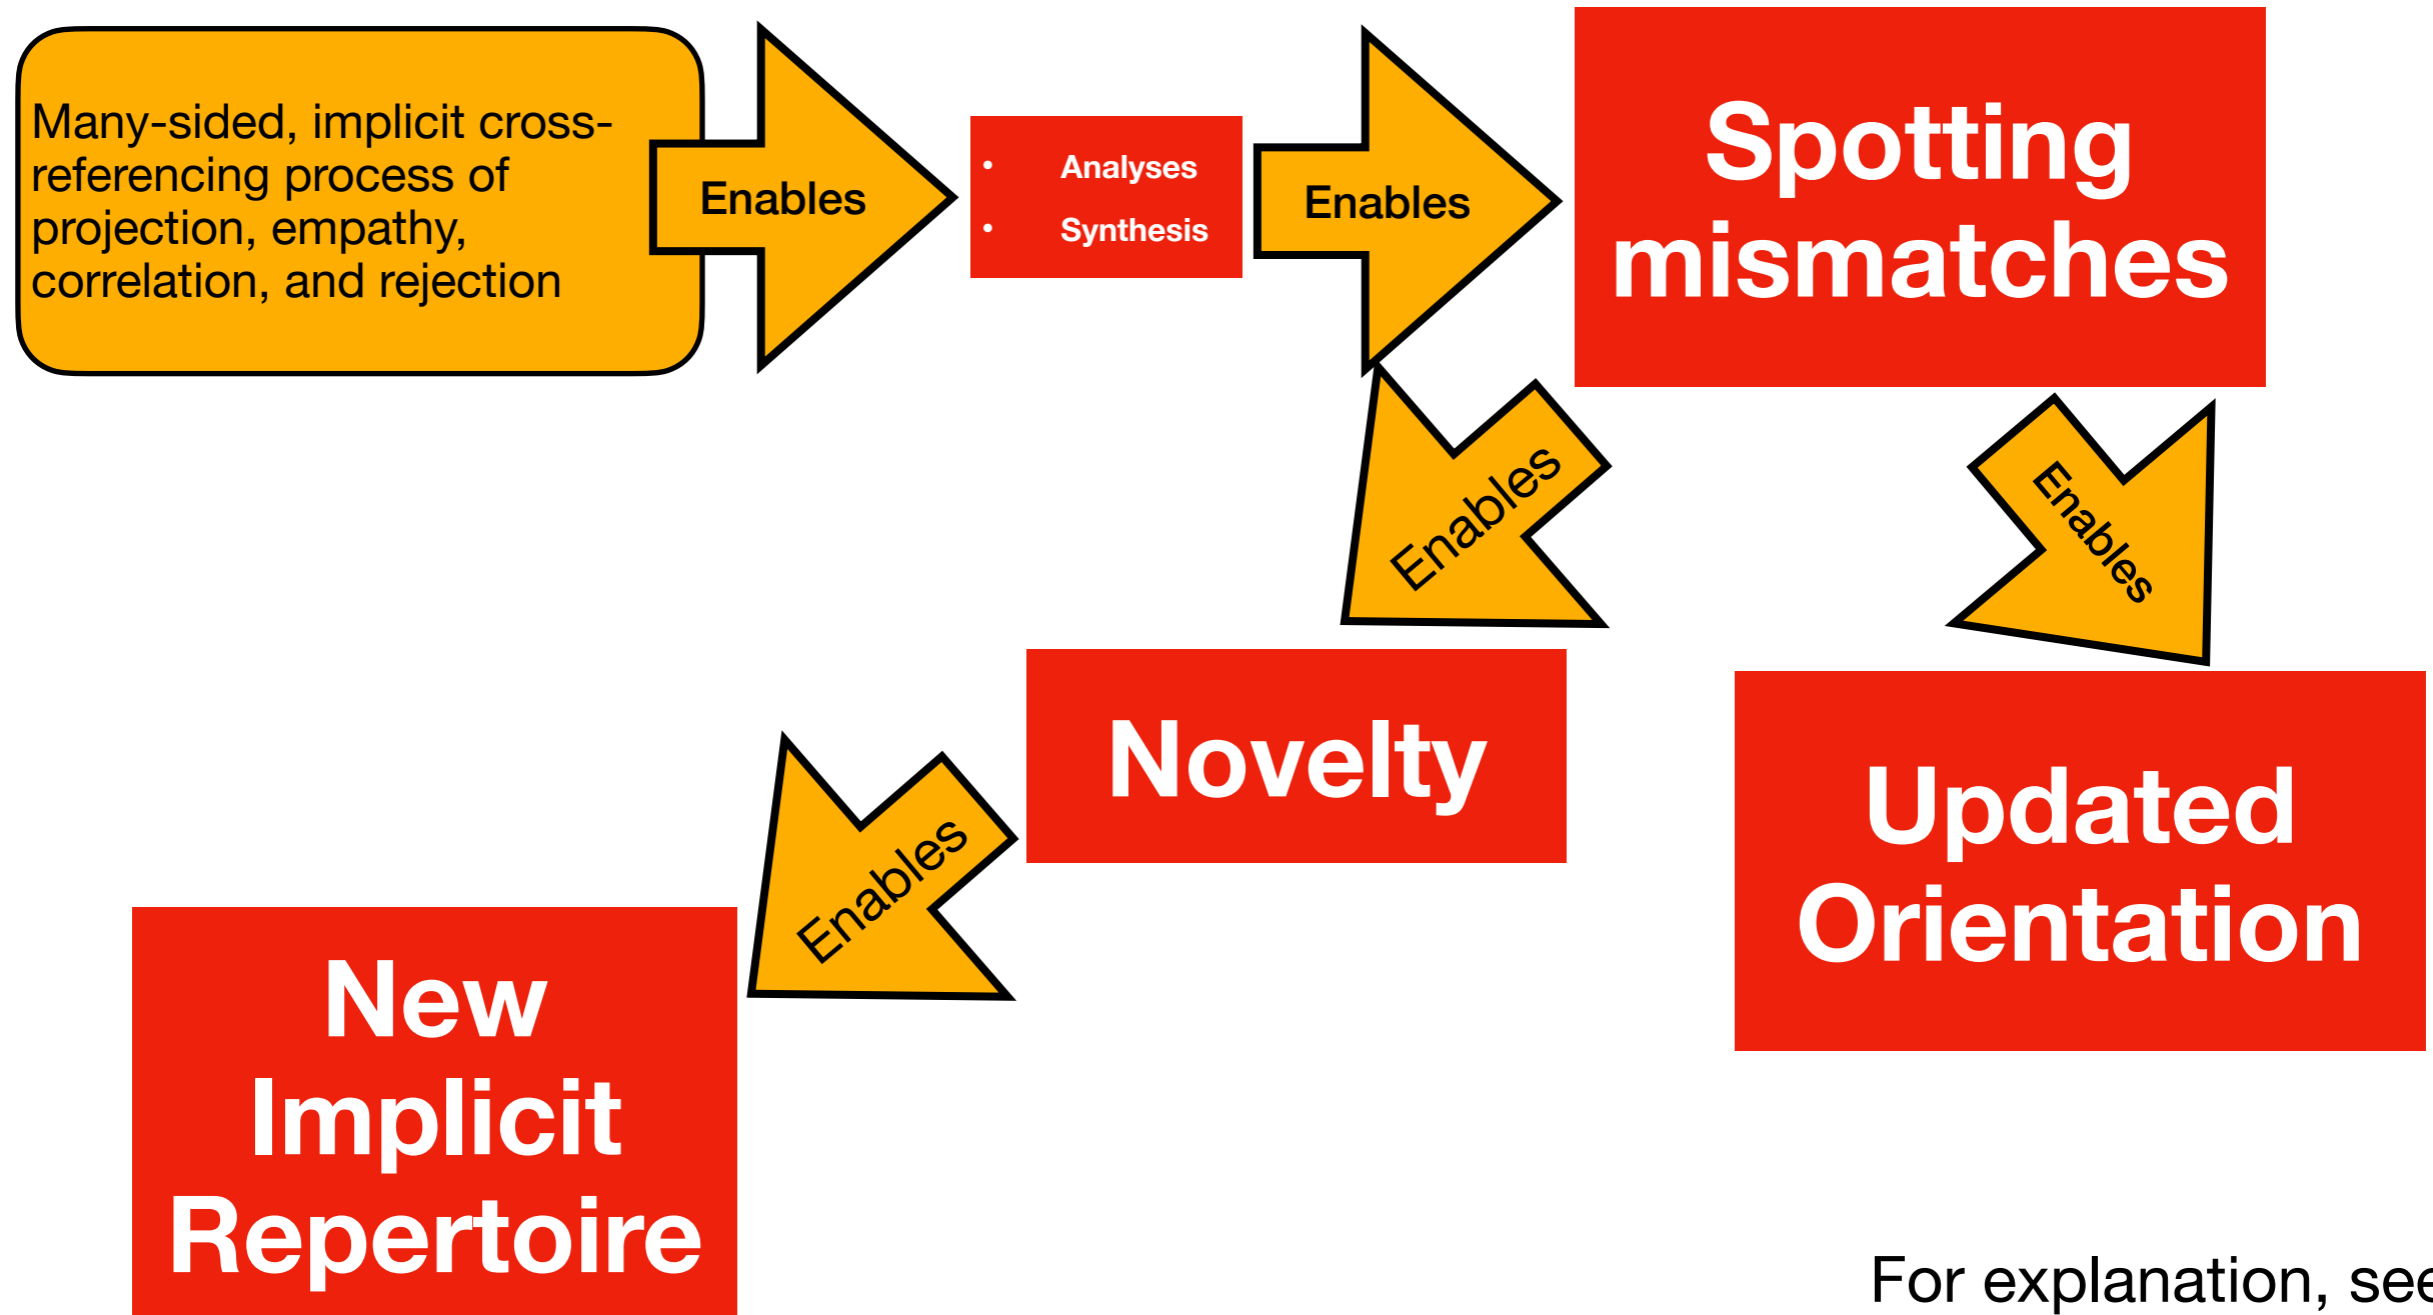 Many-sided, implicit cross-
referencing process of
projection, empathy,
correlation, and rejection
Enables
• Analyses
• Synthesis
Enables
Spotting
mismatches
Enables
Enables
Novelty
Updated
Orientation
Enables
New
Implicit
Repertoire
For explanation, see